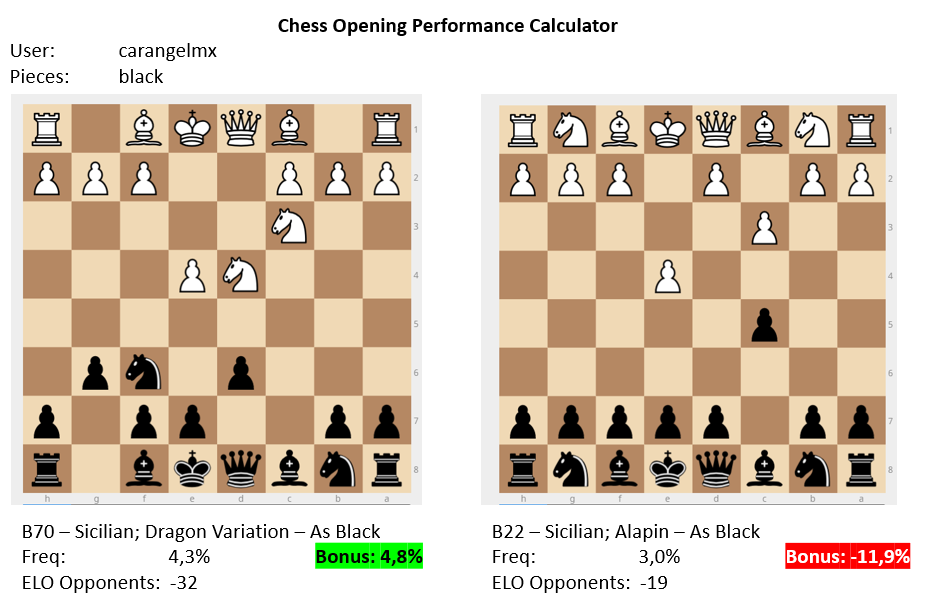 Chess Opening Performance Calculator
User: carangelmx
Pieces: black
1
2
3
4
5
6
7
8
h g f e d c b a
1
2
3
4
5
6
7
8
h g f e d c b a
B70 – Sicilian; Dragon Variation – As Black
Freq: 4,3% Bonus: 4,8%
ELO Opponents: -32
B22 – Sicilian; Alapin – As Black
Freq: 3,0% Bonus: -11,9%
ELO Opponents: -19